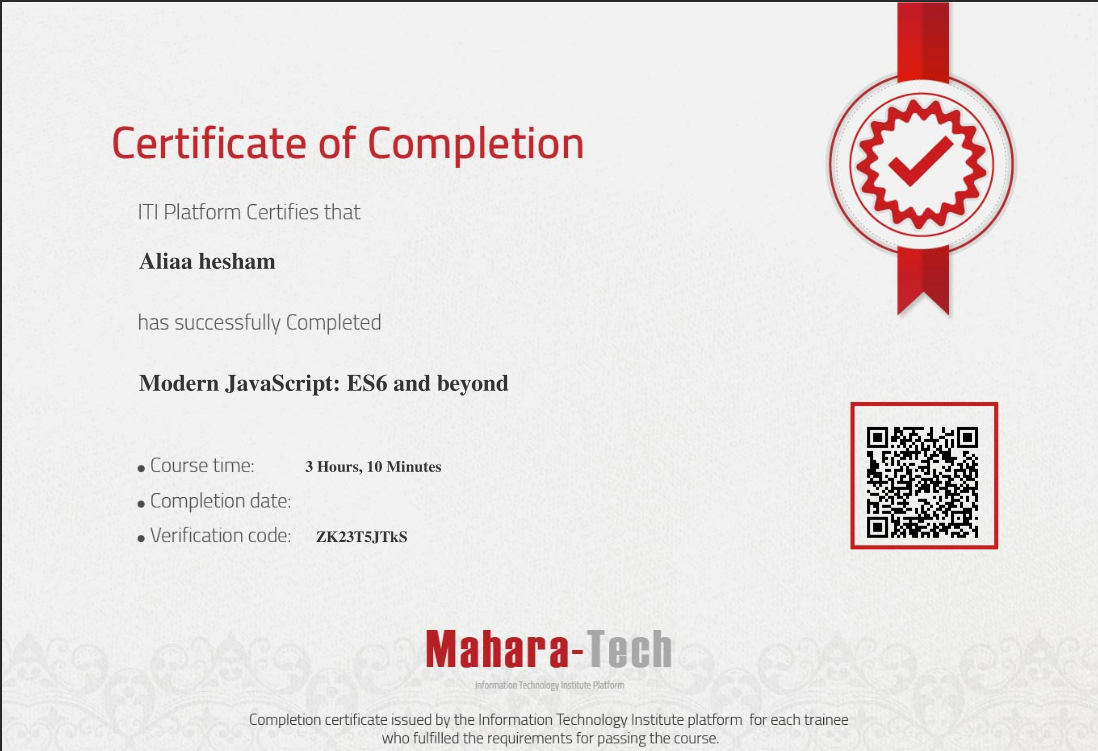 Certificate of Completion
ITI Platform Certifies that
Aliaa hesham
has successfully Completed
Modern JavaScript: ES6 and beyond
• Course time: 3 Hours, 10 Minutes
• Completion date:
• Verification code: ZK23T5JTkS
Mahara-Tech
Information Technology Institute Platform
Completion certificate issued by the Information Technology Institute platform for each trainee
who fulfilled the requirements for passing the course.